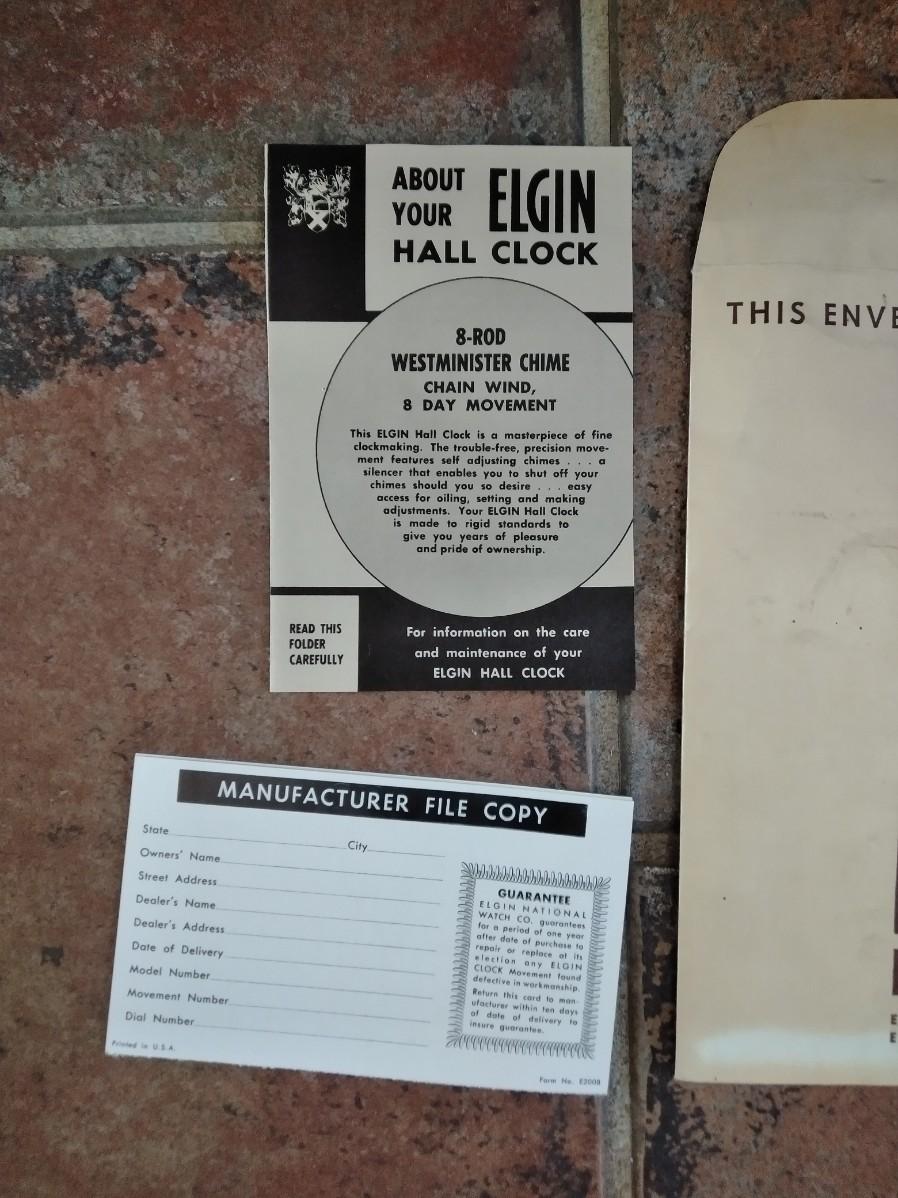 ABOUT
YOUR
ELGIN
HALL CLOCK
8-ROD
WESTMINISTER CHIME
CHAIN WIND,
8 DAY MOVEMENT
This ELGIN Hall Clock is a masterpiece of fine
clockmaking. The trouble-free, precision move-
ment features self adjusting chimes . . . a
silencer that enables you to shut off your
chimes should you so desire . . . easy
access for oiling, setting and making
adjustments. Your ELGIN Hall Clock
is made to rigid standards to
give you years of pleasure
and pride of ownership.
READ THIS
FOLDER
CAREFULLY
For information on the care
and maintenance of your
ELGIN HALL CLOCK
THIS ENVE
MANUFACTURER FILE COPY
State City
Owners' Name
Street Address
Dealer's Name
Dealer's Address
Date of Delivery
Model Number
Movement Number
Dial Number
Printed in U.S.A.
GUARANTEE
ELGIN NATIONAL
WATCH CO. guarantees
for a period of one year
after date of purchase to
repair or replace at its
election any ELGIN
CLOCK Movement found
defective in workmanship.
Return this card to man-
ufacturer within ten days
of date of delivery to
insure guarantee.
Form No. E2008
E
E